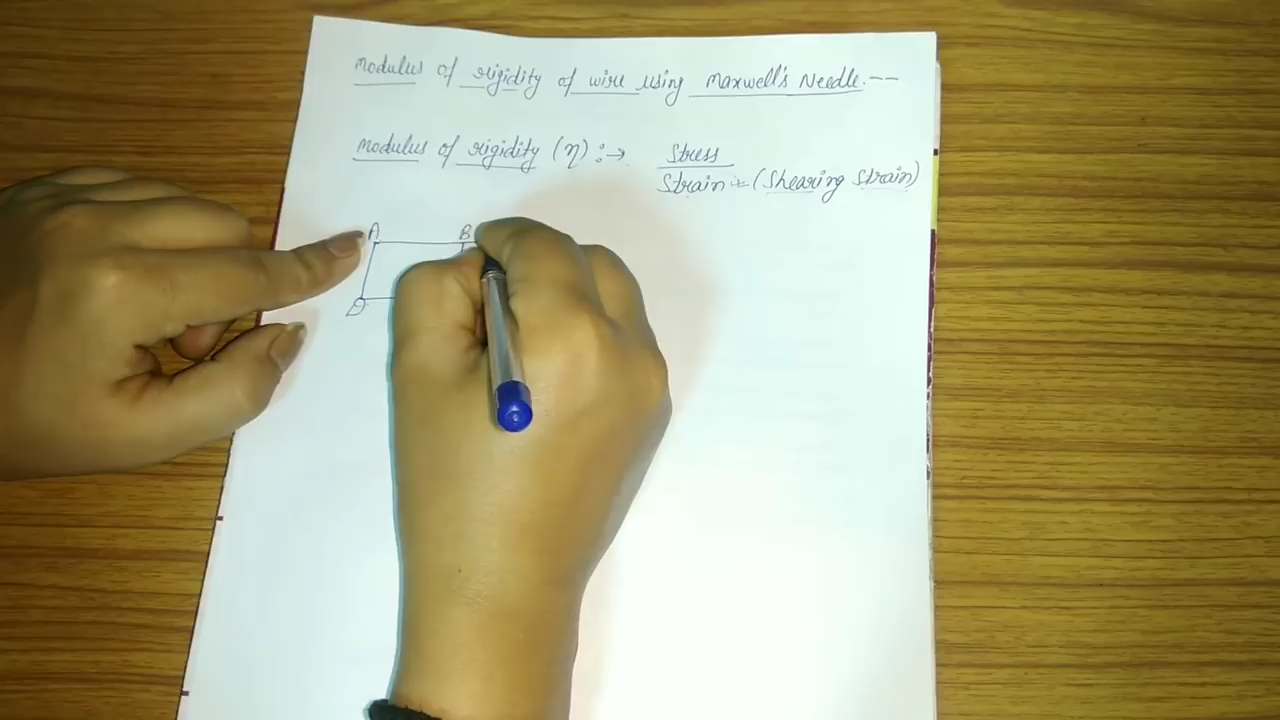 Modulus of rigidity of wire using Maxwell's Needle.--
Modulus of rigidity (η) :→ Stress
Strain = (Shearing Strain)
A B
D